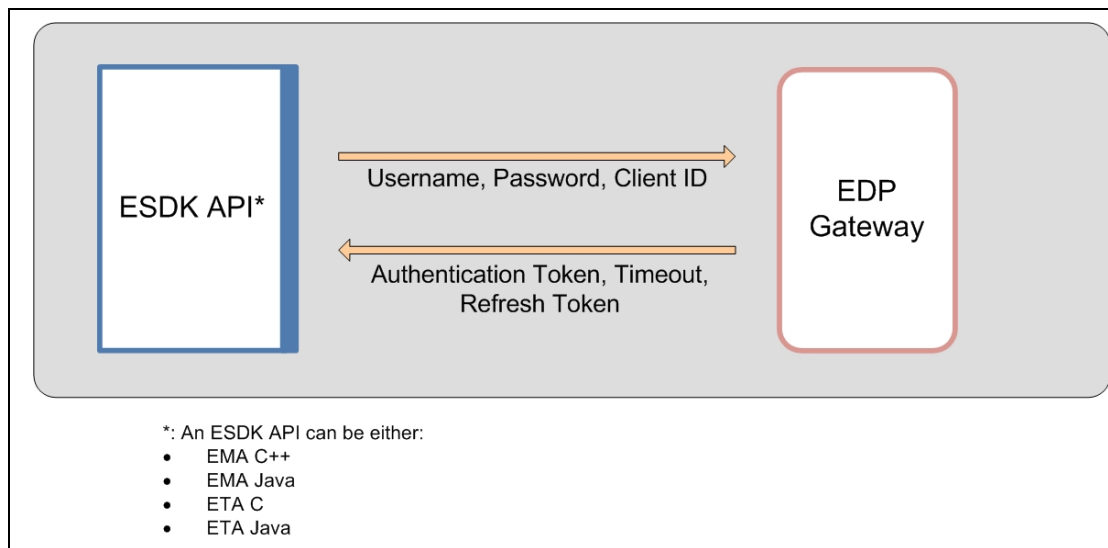 ESDK API*
Username, Password, Client ID
EDP
Gateway
Authentication Token, Timeout,
Refresh Token
*: An ESDK API can be either:
• EMA C++
• EMA Java
• ETA C
• ETA Java